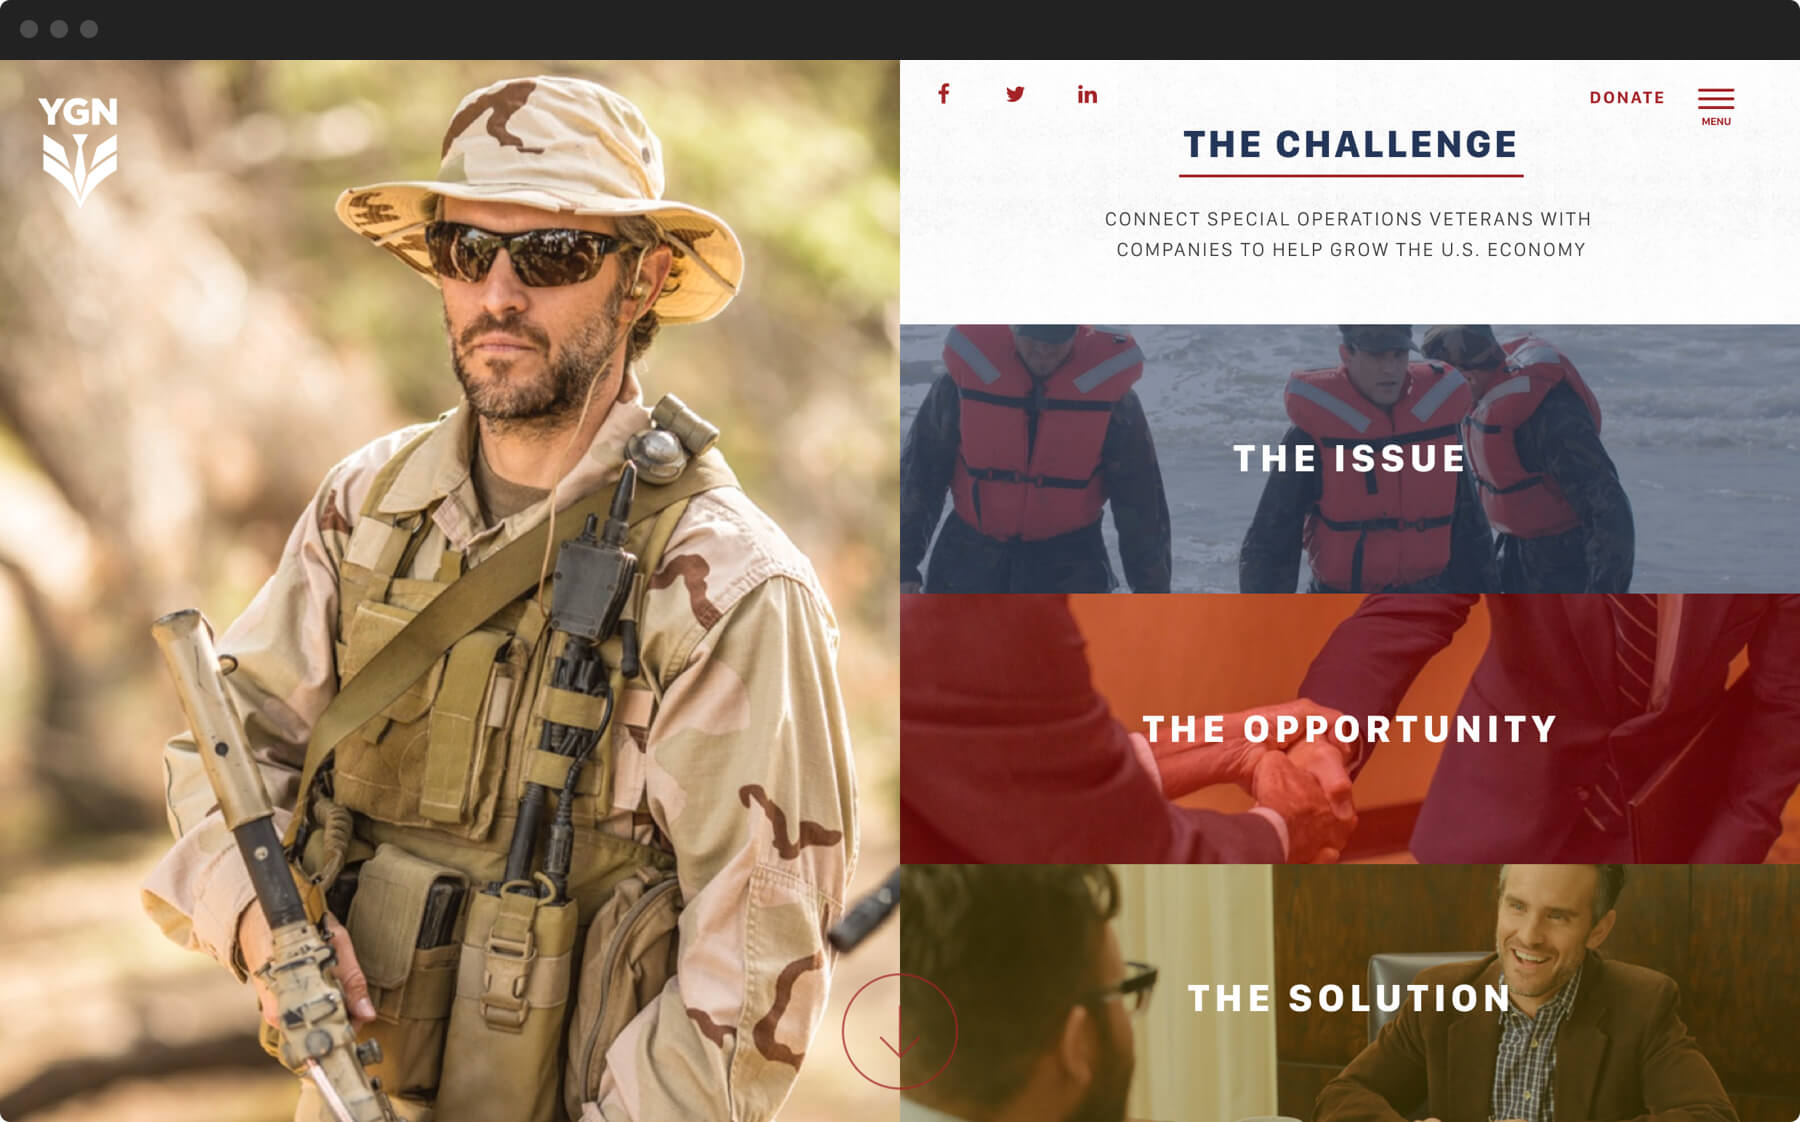 YGN
DONATE
MENU
THE CHALLENGE
CONNECT SPECIAL OPERATIONS VETERANS WITH
COMPANIES TO HELP GROW THE U.S. ECONOMY
THE ISSUE
THE OPPORTUNITY
THE SOLUTION